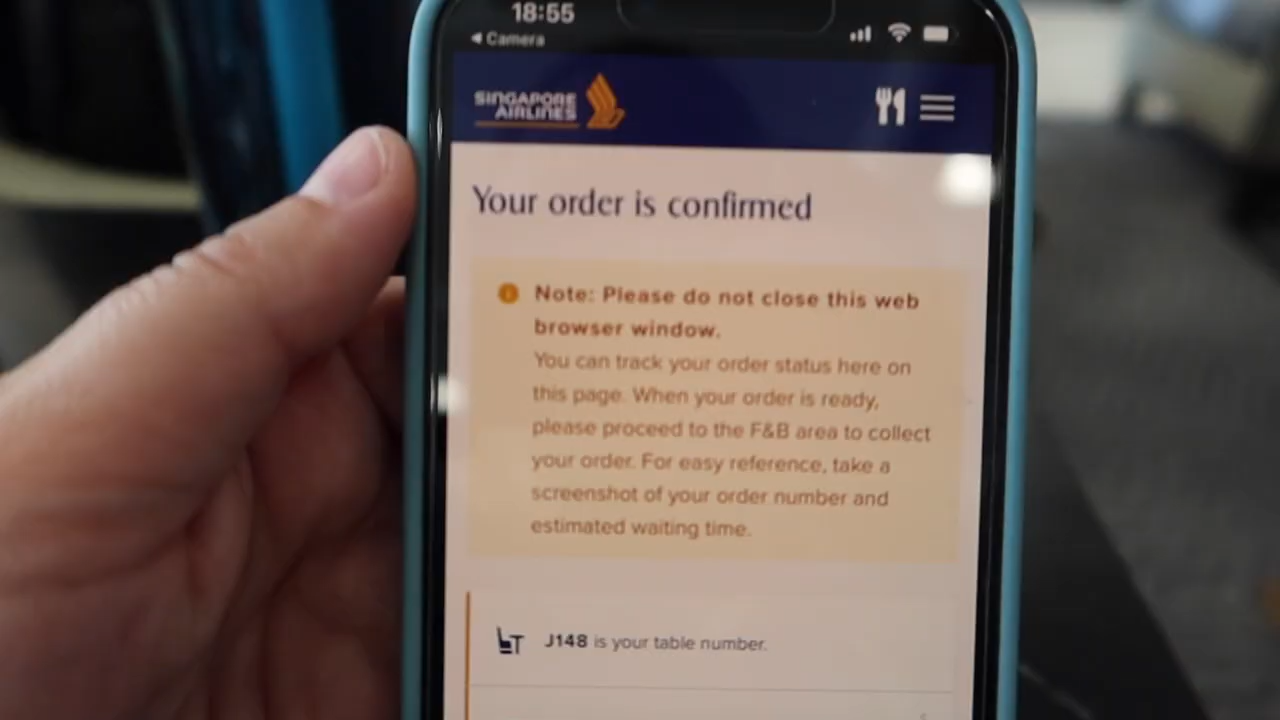 18:55
◀ Camera
SINGAPORE
AIRLINES
Your order is confirmed
Note: Please do not close this web
browser window.
You can track your order status here on
this page. When your order is ready,
please proceed to the F&B area to collect
your order. For easy reference, take a
screenshot of your order number and
estimated waiting time.
J148 is your table number.